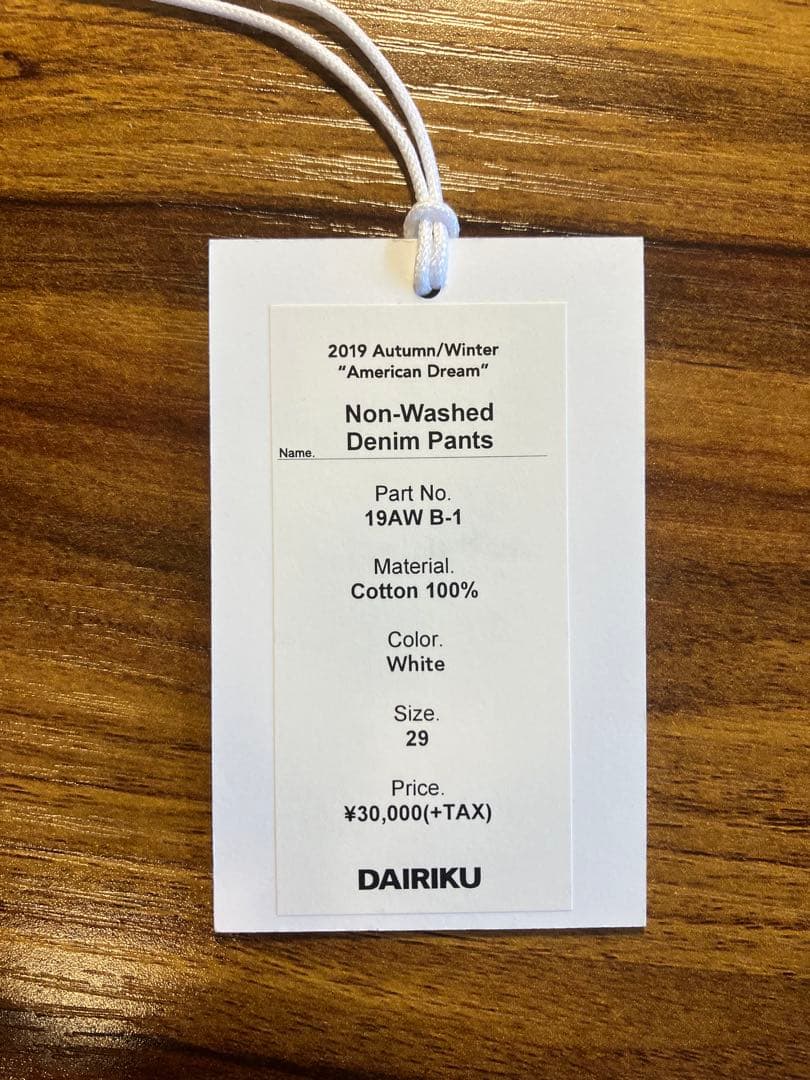 2019 Autumn/Winter
“American Dream”
Non-Washed
Denim Pants
Name.
Part No.
19AW B-1
Material.
Cotton 100%
Color.
White
Size.
29
Price.
¥30,000(+TAX)
DAIRIKU